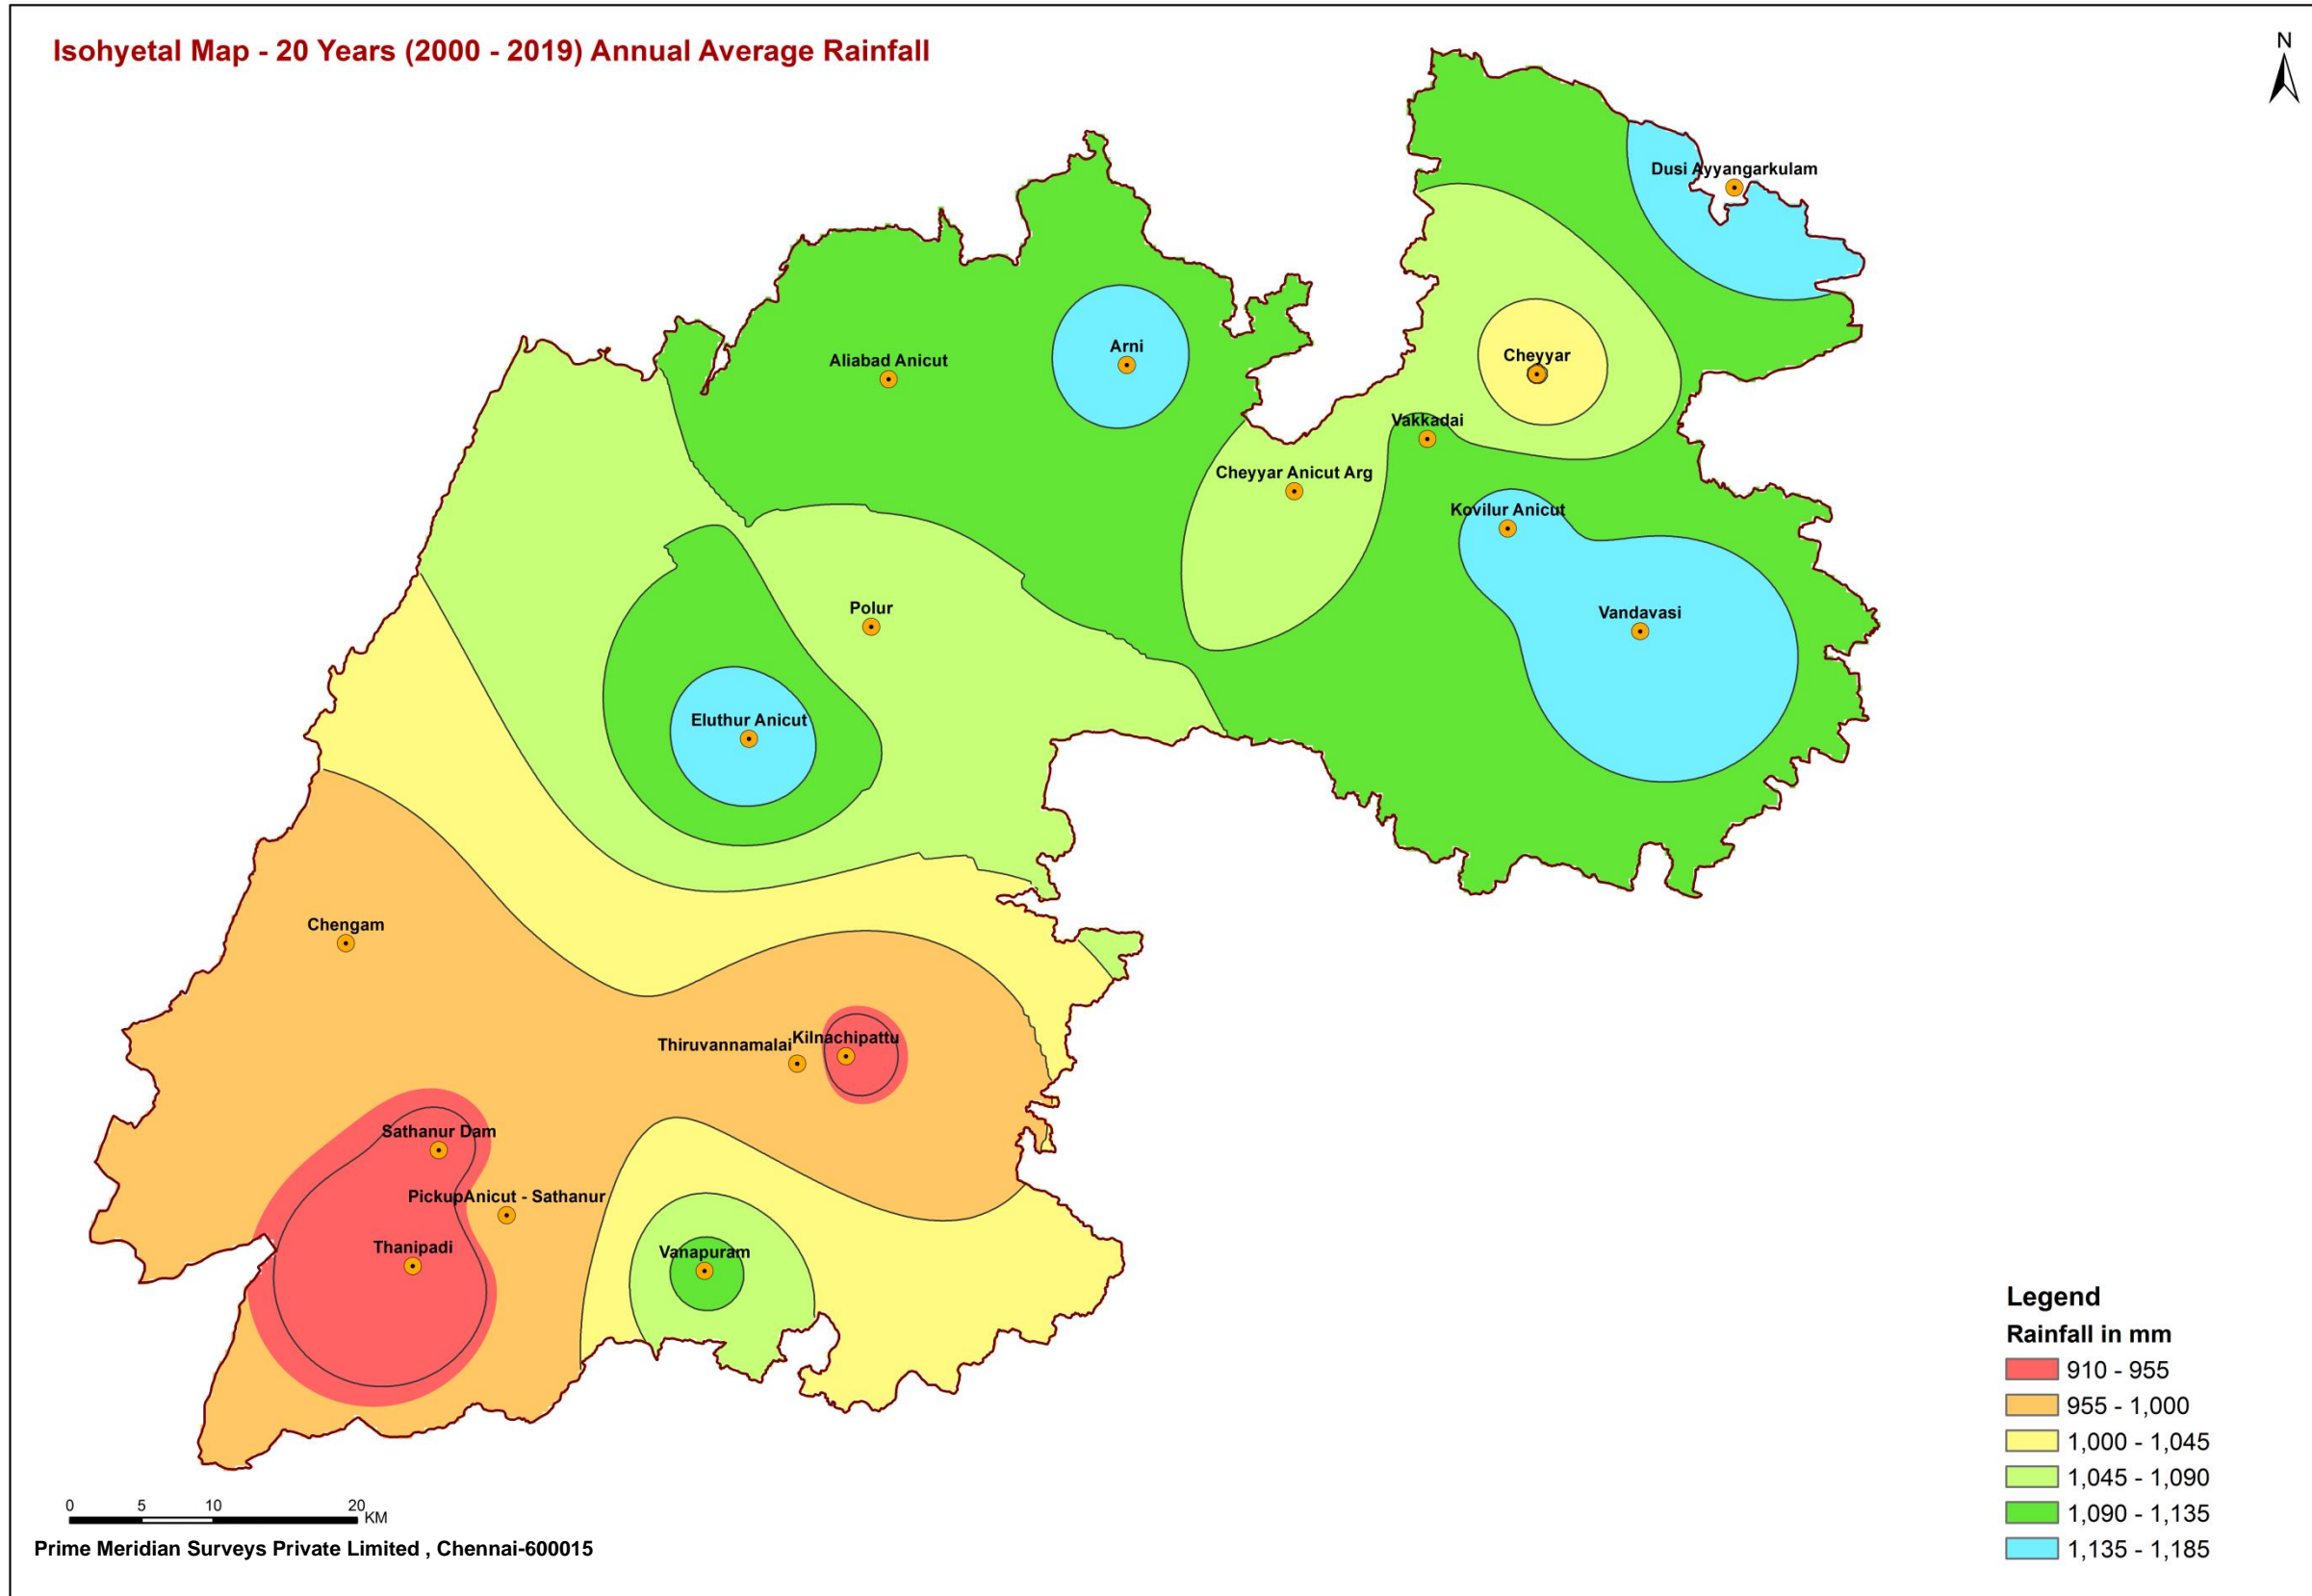 Isohyetal Map - 20 Years (2000 - 2019) Annual Average Rainfall
N
Dusi Ayyangarkulam
Arni
Cheyyar
Aliabad Anicut
Vakkadai
Cheyyar Anicut Arg
Kovilur Anicut
Polur
Vandavasi
Eluthur Anicut
Chengam
Kilnachipattu
Thiruvannamalai
Sathanur Dam
PickupAnicut - Sathanur
Thanipadi
Vanapuram
Legend
Rainfall in mm
910 - 955
955 - 1,000
1,000 - 1,045
1,045 - 1,090
1,090 - 1,135
1,135 - 1,185
0 5 10 20
KM
Prime Meridian Surveys Private Limited , Chennai-600015